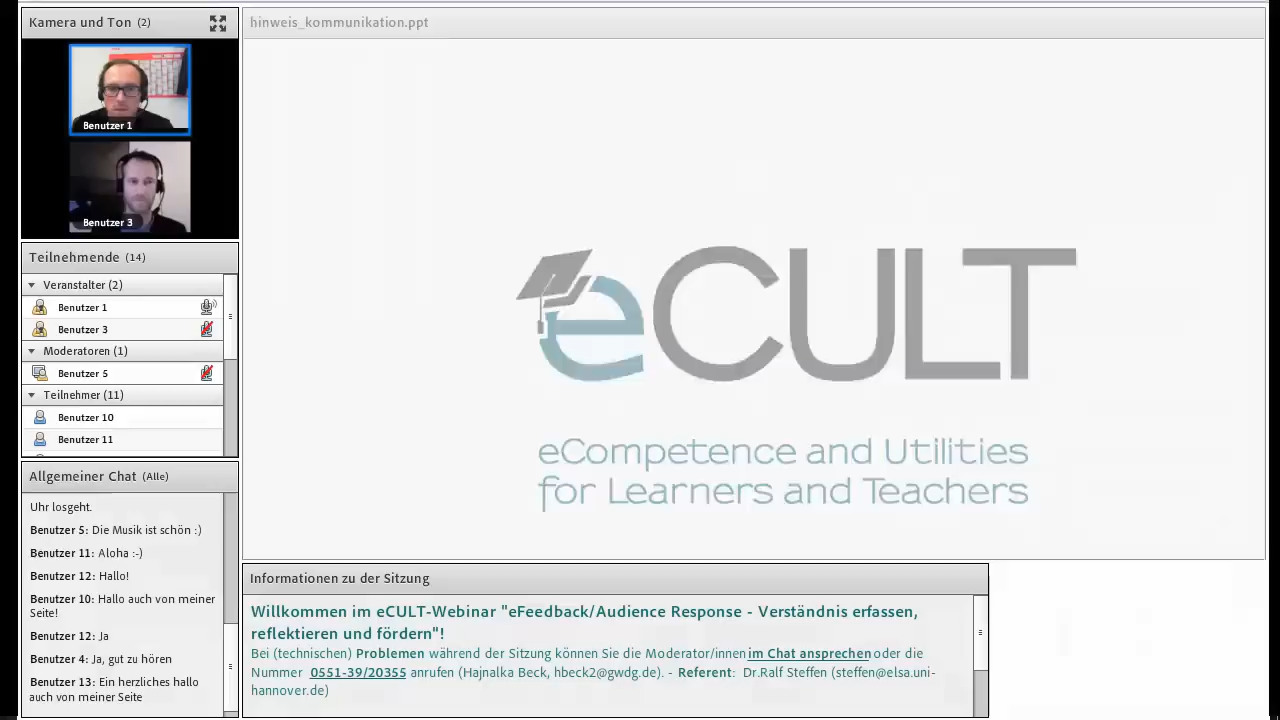 Kamera und Ton (2)
Benutzer 1
Benutzer 3
Teilnehmende (14)
Veranstalter (2)
Benutzer 1
Benutzer 3
Moderatoren (1)
Benutzer 5
Teilnehmer (11)
Benutzer 10
Benutzer 11
Allgemeiner Chat (Alle)
Uhr losgeht.
Benutzer 5: Die Musik ist schön :)
Benutzer 11: Aloha :-)
Benutzer 12: Hallo!
Benutzer 10: Hallo auch von meiner
Seite!
Benutzer 12: Ja
Benutzer 4: Ja, gut zu hören
Benutzer 13: Ein herzliches hallo
auch von meiner Seite
hinweis_kommunikation.ppt
eCULT
eCompetence and Utilities
for Learners and Teachers
Informationen zu der Sitzung
Willkommen im eCULT-Webinar "eFeedback/Audience Response - Verständnis erfassen,
reflektieren und fördern"!
Bei (technischen) Problemen während der Sitzung können Sie die Moderator/innen im Chat ansprechen oder die
Nummer 0551-39/20355 anrufen (Hajnalka Beck, hbeck2@gwdg.de). - Referent: Dr.Ralf Steffen (steffen@elsa.uni-
hannover.de)